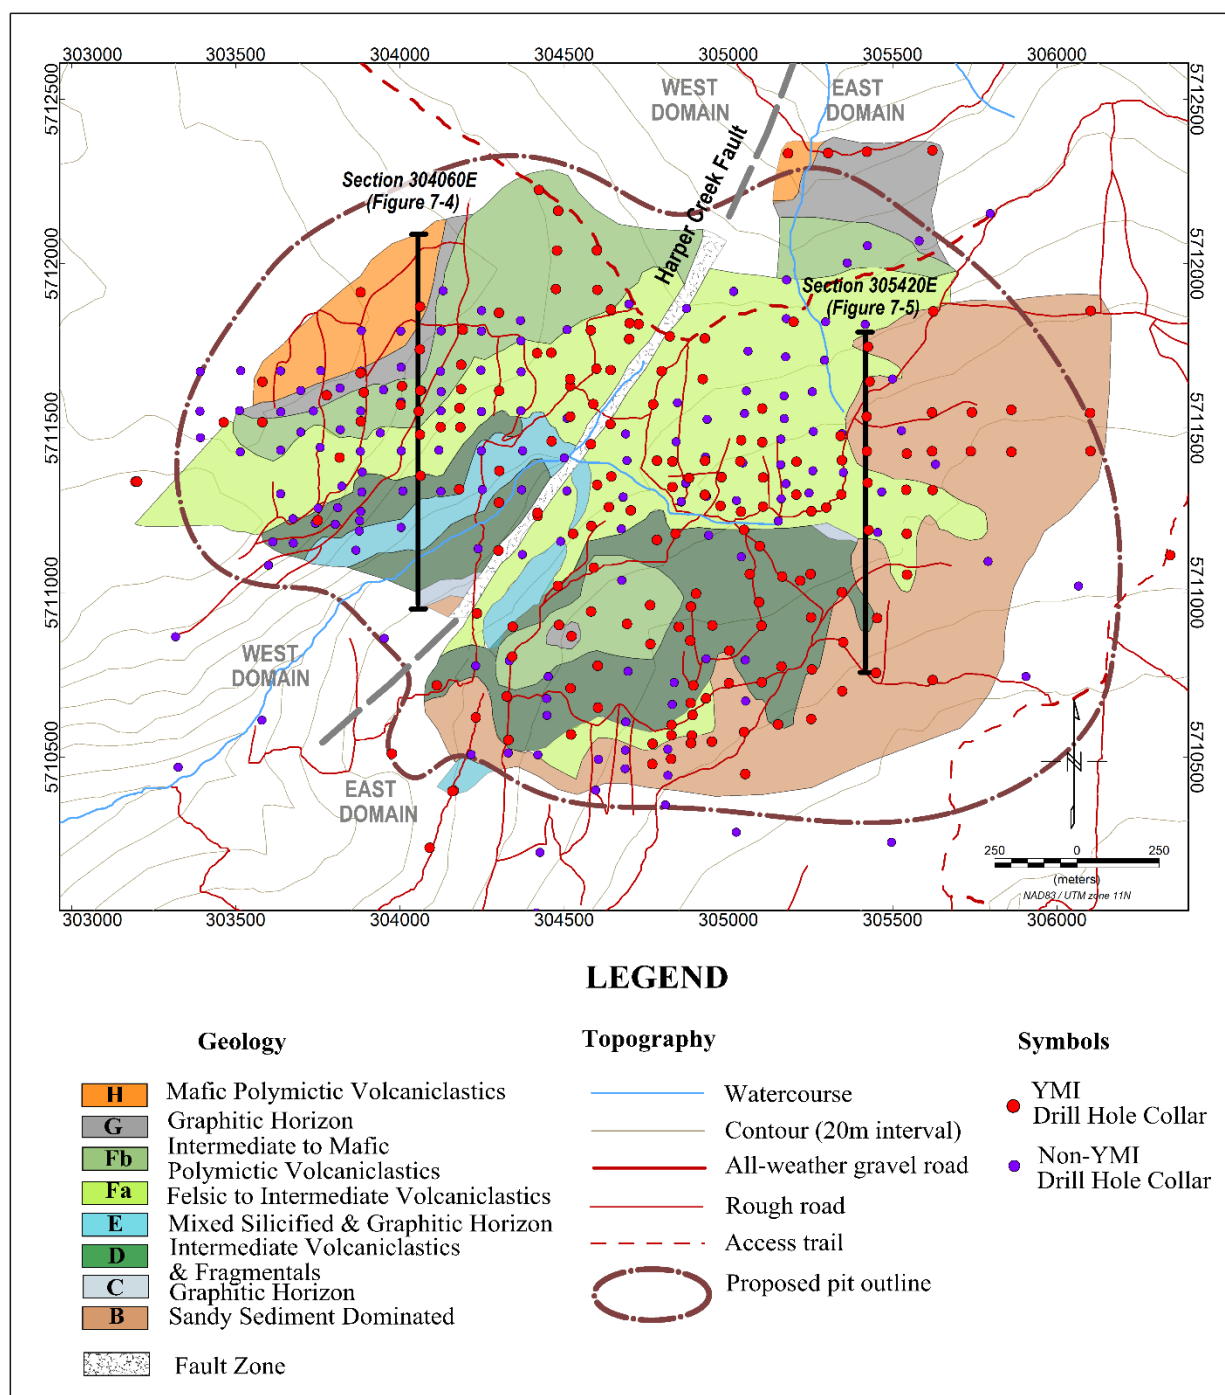 303000 303500 304000 304500 305000 305500 306000
5712500
5712000
5711500
5711000
5710500
5712500
5712000
5711500
5711000
5710500
WEST
DOMAIN
EAST
DOMAIN
Harper Creek Fault
Section 304060E
(Figure 7-4)
Section 305420E
(Figure 7-5)
WEST
DOMAIN
EAST
DOMAIN
N
250 0 250
(meters)
NAD83 / UTM zone 11N
303000 303500 304000 304500 305000 305500 306000
LEGEND
Geology
H Mafic Polymictic Volcaniclastics
G Graphitic Horizon
Fb Intermediate to Mafic
Polymictic Volcaniclastics
Fa Felsic to Intermediate Volcaniclastics
E Mixed Silicified & Graphitic Horizon
D Intermediate Volcaniclastics
& Fragmentals
C Graphitic Horizon
B Sandy Sediment Dominated
Fault Zone
Topography
Watercourse
Contour (20m interval)
All-weather gravel road
Rough road
Access trail
Proposed pit outline
Symbols
YMI
Drill Hole Collar
Non-YMI
Drill Hole Collar